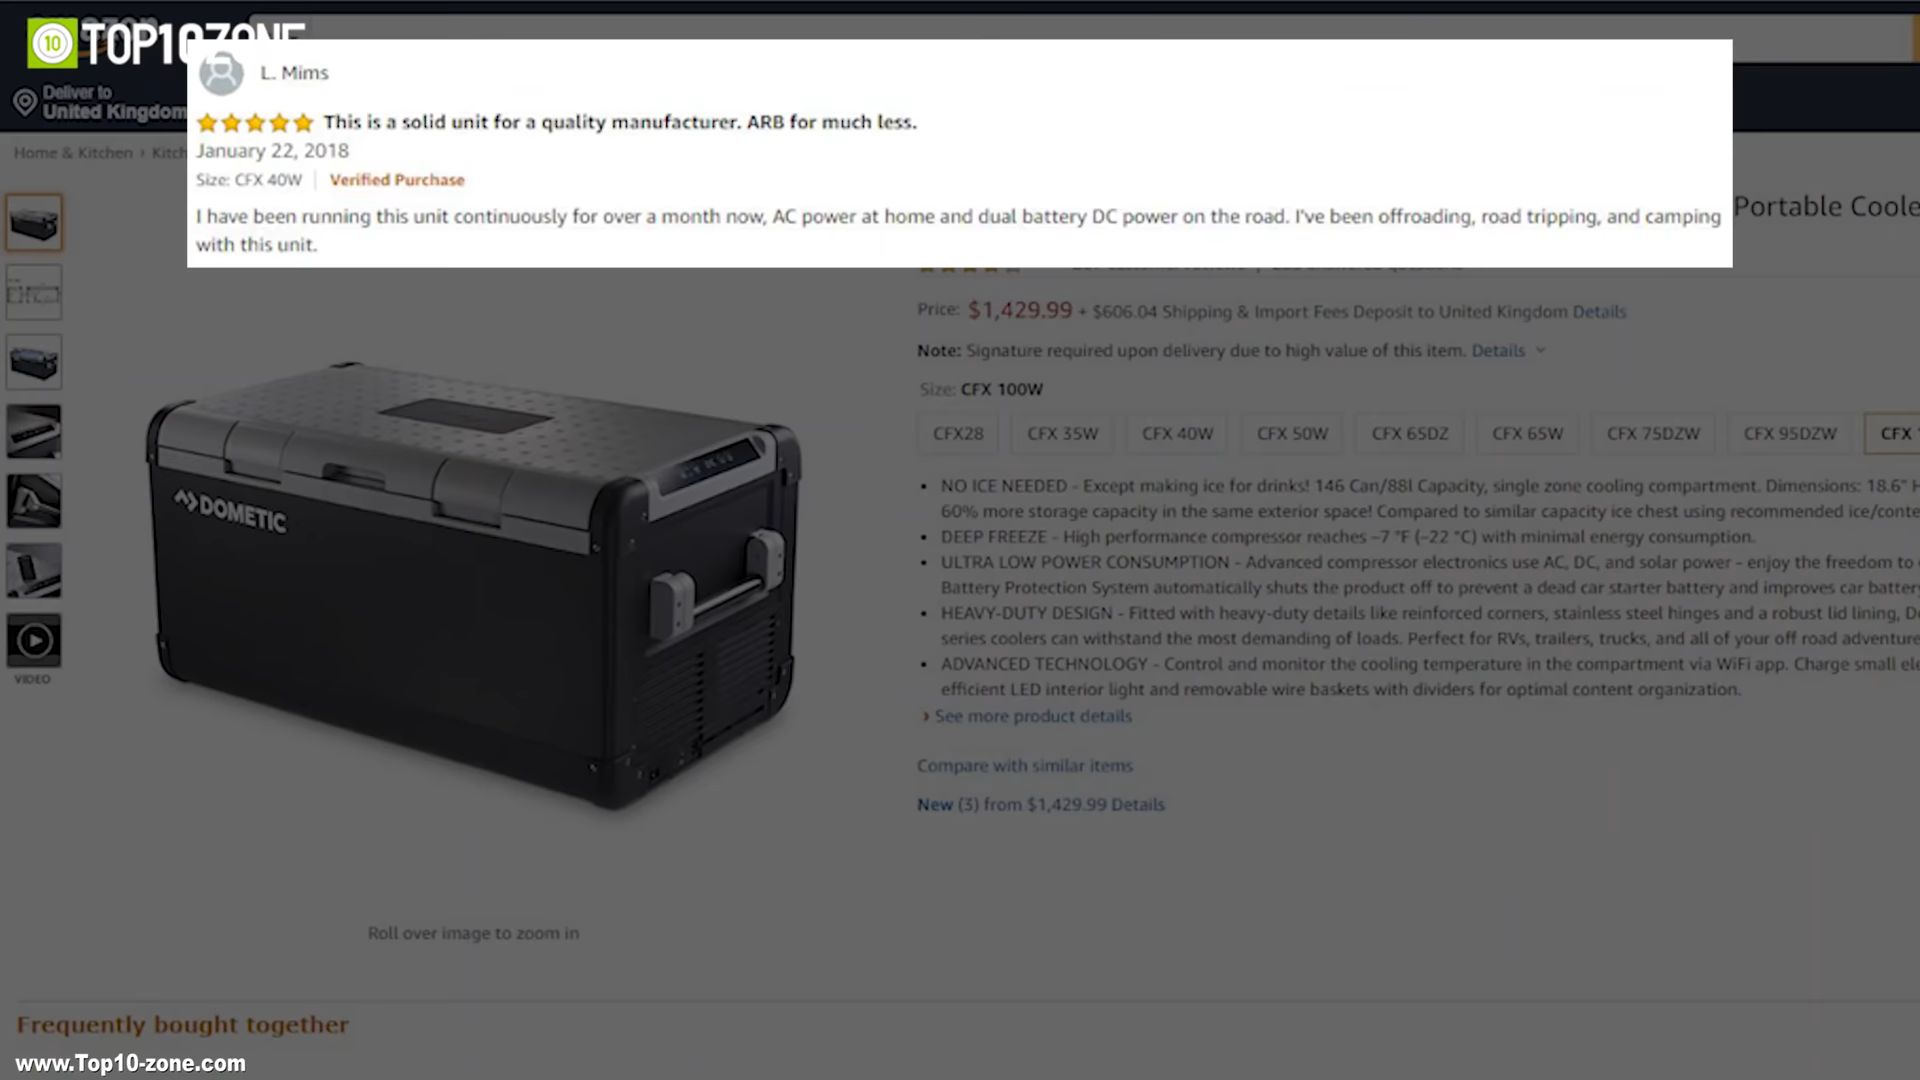 10 TOP10ZONE
Deliver to
United Kingdom
L. Mims
This is a solid unit for a quality manufacturer. ARB for much less.
January 22, 2018
Size: CFX 40W | Verified Purchase
I have been running this unit continuously for over a month now, AC power at home and dual battery DC power on the road. I've been offroading, road tripping, and camping
with this unit.
Home & Kitchen ›
Portable
Price: $1,429.99 + $606.04 Shipping & Import Fees Deposit to United Kingdom Details
Note: Signature required upon delivery due to high value of this item. Details
Size: CFX 100W
CFX28 CFX 35W CFX 40W CFX 50W CFX 65DZ CFX 65W CFX 75DZW CFX 95DZW CFX
• NO ICE NEEDED - Except making ice for drinks! 146 Can/88l Capacity, single zone cooling compartment. Dimensions: 18.6"
60% more storage capacity in the same exterior space! Compared to similar capacity ice chest using recommended
• DEEP FREEZE - High performance compressor reaches –7 °F (–22 °C) with minimal energy consumption.
• ULTRA LOW POWER CONSUMPTION - Advanced compressor electronics use AC, DC, and solar power - enjoy the freedom to
Battery Protection System automatically shuts the product off to prevent a dead car starter battery and improves car
• HEAVY-DUTY DESIGN - Fitted with heavy-duty details like reinforced corners, stainless steel hinges and a robust lid lining,
series coolers can withstand the most demanding of loads. Perfect for RVs, trailers, trucks, and all of your off road
• ADVANCED TECHNOLOGY - Control and monitor the cooling temperature in the compartment via WiFi app. Charge small
efficient LED interior light and removable wire baskets with dividers for optimal content organization.
› See more product details
Compare with similar items
New (3) from $1,429.99 Details
DOMETIC
VIDEO
Roll over image to zoom in
Frequently bought together
www.Top10-zone.com